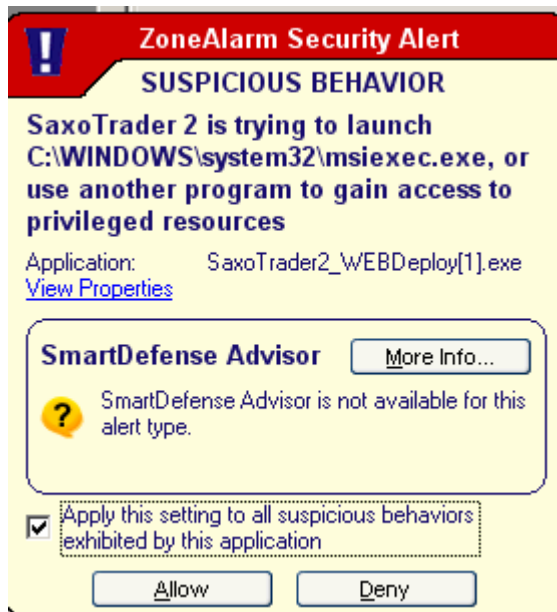 ZoneAlarm Security Alert
SUSPICIOUS BEHAVIOR
SaxoTrader 2 is trying to launch
C:\WINDOWS\system32\msiexec.exe, or
use another program to gain access to
privileged resources
Application: SaxoTrader2_WEBDeploy[1].exe
View Properties
SmartDefense Advisor More Info...
SmartDefense Advisor is not available for this
alert type.
Apply this setting to all suspicious behaviors
exhibited by this application
Allow Deny